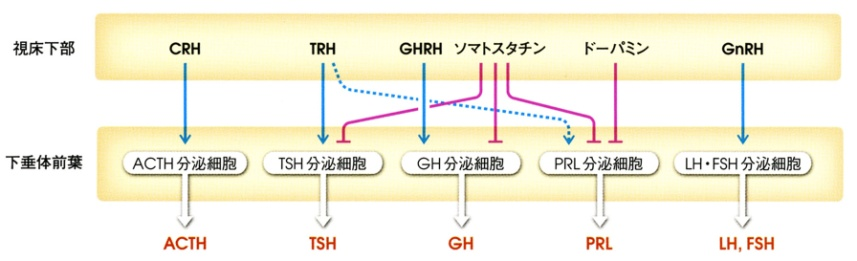 視床下部 CRH TRH GHRH ソマトスタチン ドーパミン GnRH
下垂体前葉 ACTH 分泌細胞 TSH 分泌細胞 GH 分泌細胞 PRL 分泌細胞 LH・FSH 分泌細胞
ACTH TSH GH PRL LH, FSH